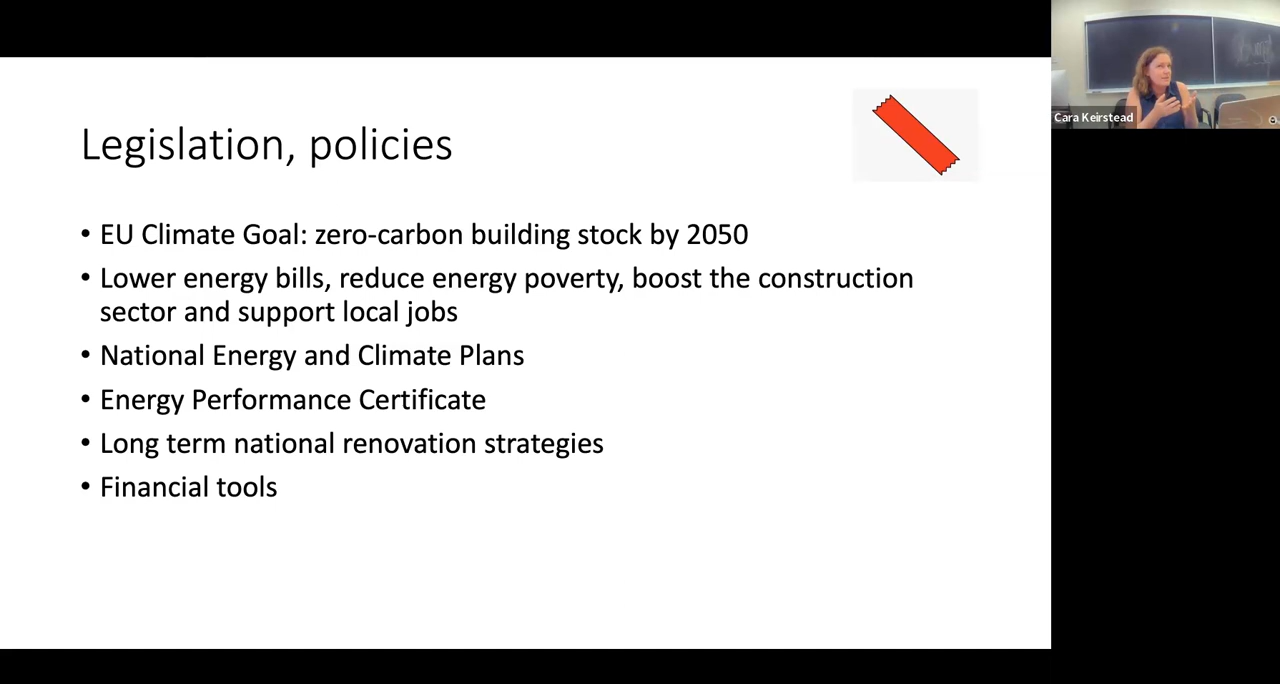 Legislation, policies
• EU Climate Goal: zero-carbon building stock by 2050
• Lower energy bills, reduce energy poverty, boost the construction
sector and support local jobs
• National Energy and Climate Plans
• Energy Performance Certificate
• Long term national renovation strategies
• Financial tools
Cara Keirstead